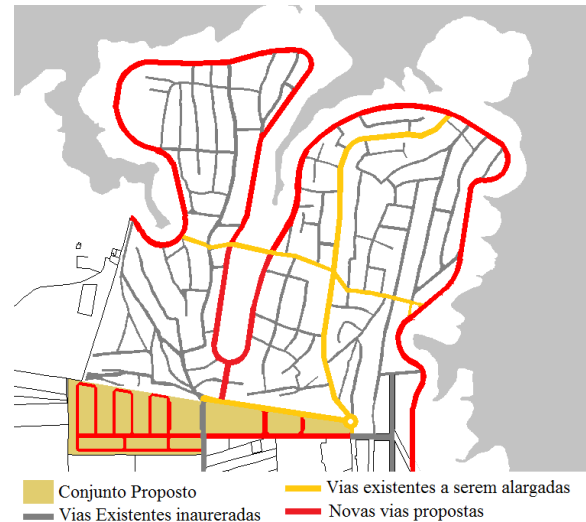 Conjunto Proposto
Vias existentes a serem alargadas
Vias Existentes inaureradas
Novas vias propostas